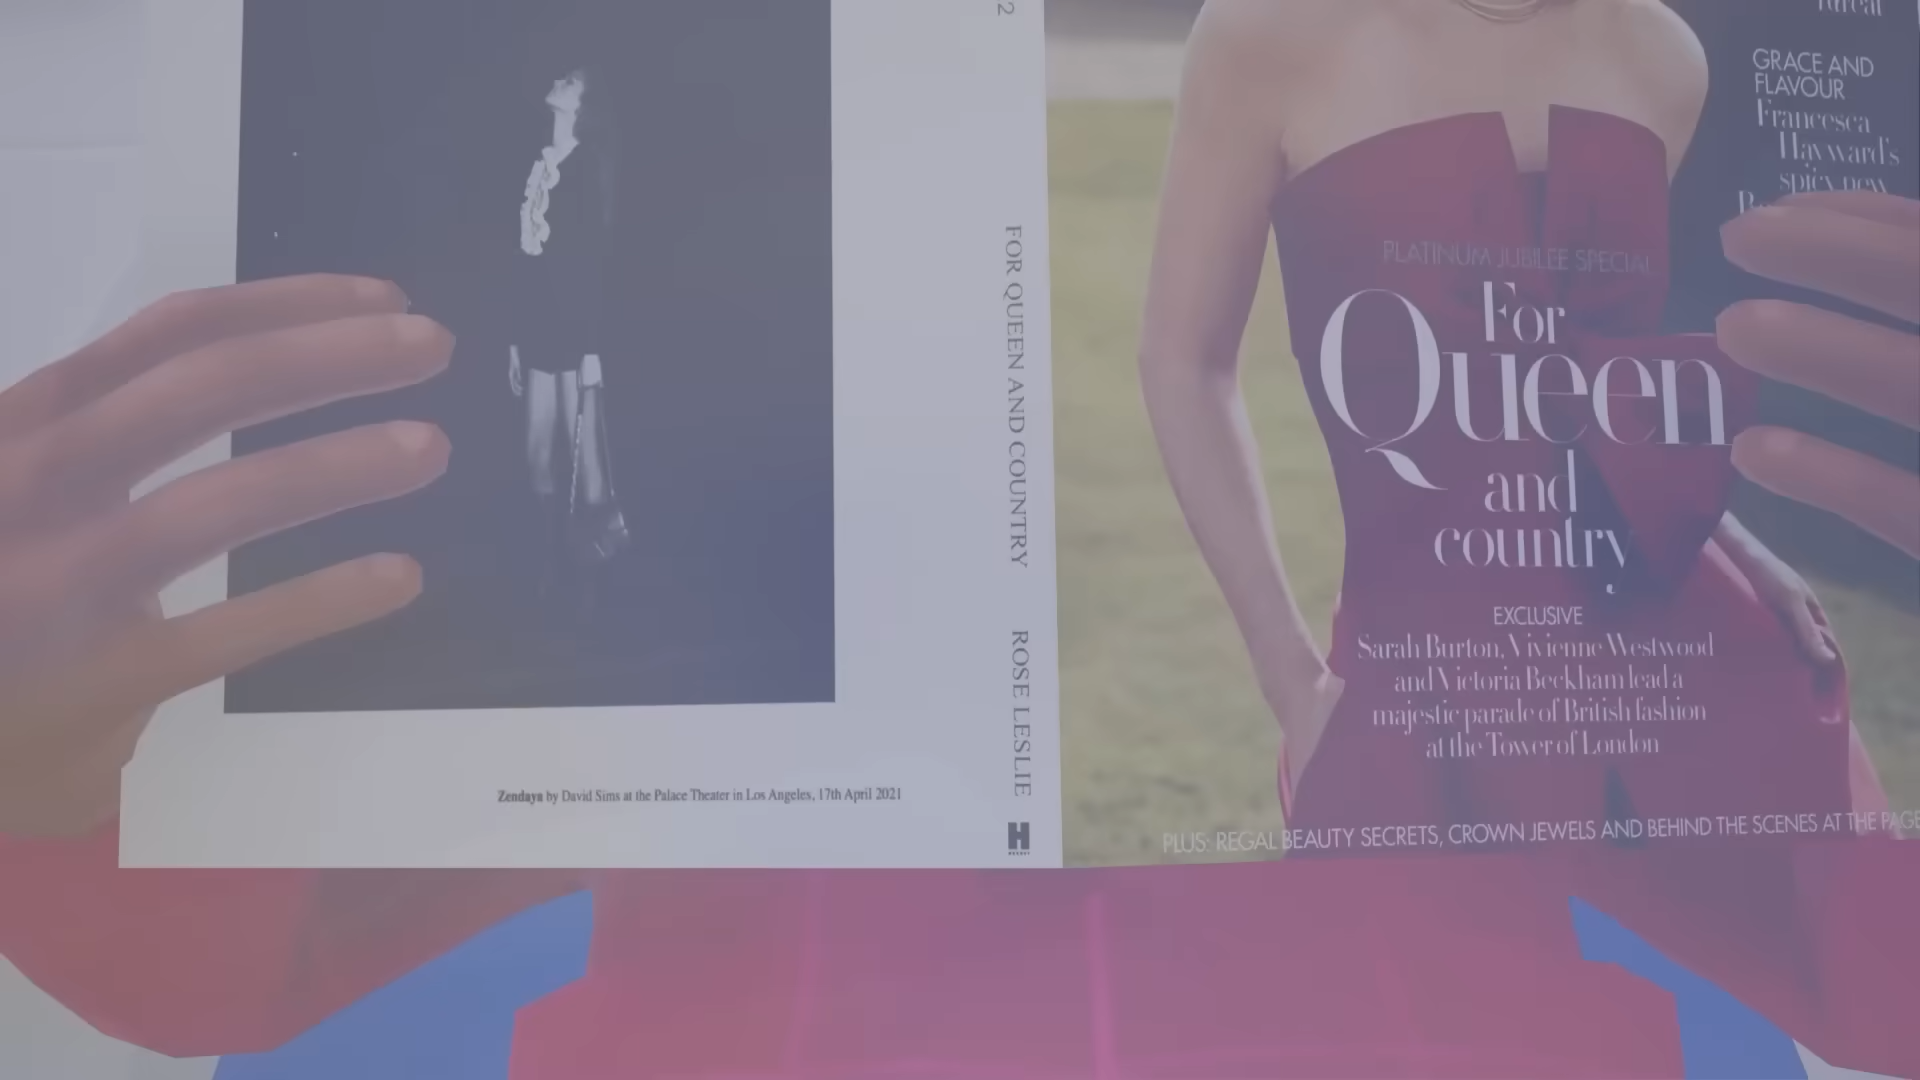 2
FOR QUEEN AND COUNTRY ROSE LESLIE
H
Zendaya by David Sims at the Palace Theater in Los Angeles, 17th April 2021
GRACE AND
FLAVOUR
Francesca
Hayward's
spicy new
PLATINUM JUBILEE SPECIAL
For
Queen
and
country
EXCLUSIVE
Sarah Burton, Vivienne Westwood
and Victoria Beckham lead a
majestic parade of British fashion
at the Tower of London
PLUS: REGAL BEAUTY SECRETS, CROWN JEWELS AND BEHIND THE SCENES AT THE PAGE